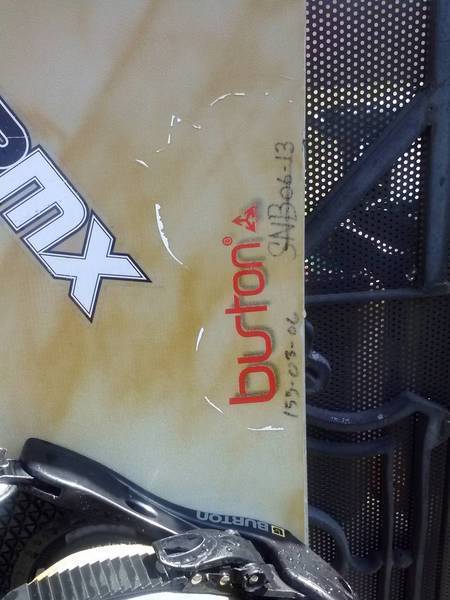 DMX
burton®
SNB06-13
155-03-06
BURTON